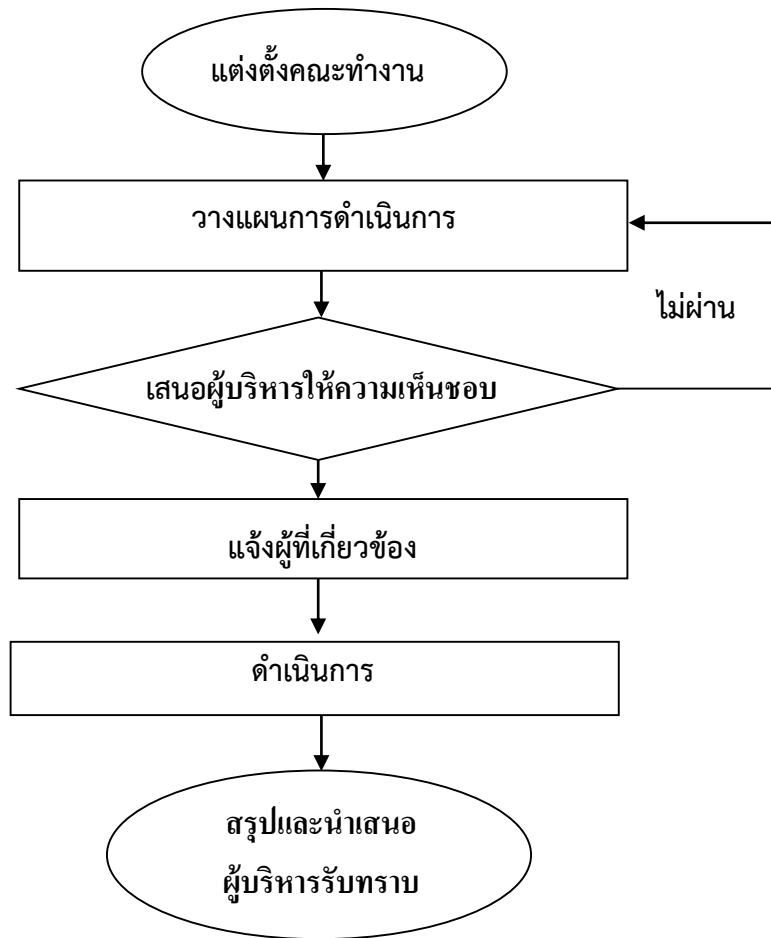 แต่งตั้งคณะทำงาน
วางแผนการดำเนินการ
ไม่ผ่าน
เสนอผู้บริหารให้ความเห็นชอบ
แจ้งผู้ที่เกี่ยวข้อง
ดำเนินการ
สรุปและนำเสนอ
ผู้บริหารรับทราบ